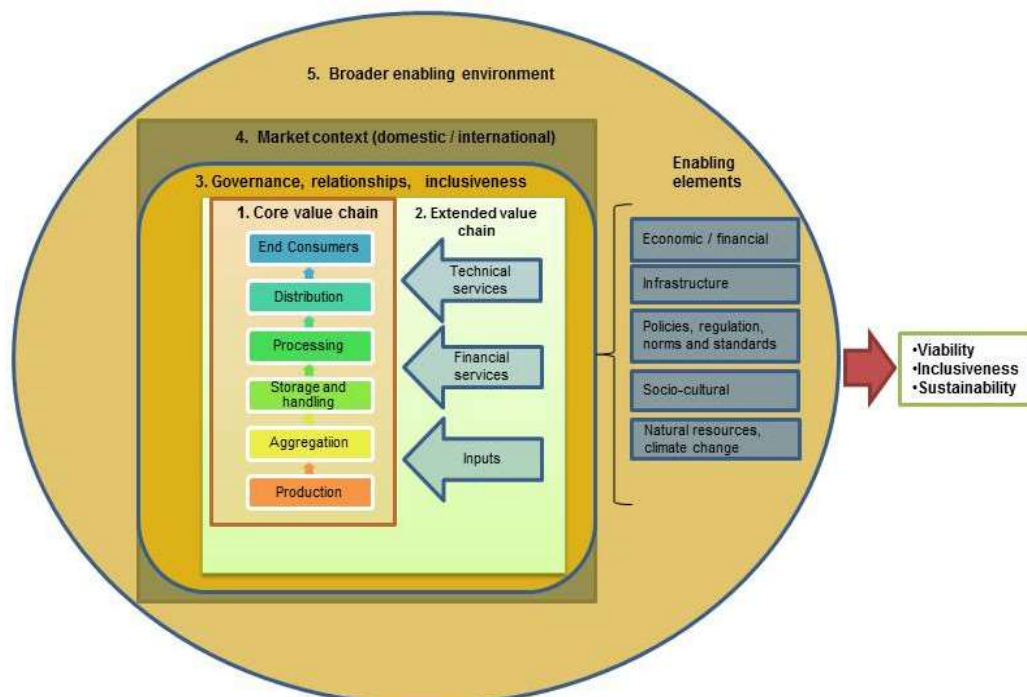 5. Broader enabling environment
4. Market context (domestic / international)
3. Governance, relationships, inclusiveness
1. Core value chain
End Consumers
Distribution
Processing
Storage and
handling
Aggregatiion
Production
2. Extended value
chain
Technical
services
Financial
services
Inputs
Enabling
elements
Economic / financial
Infrastructure
Policies, regulation,
norms and standards
Socio-cultural
Natural resources,
climate change
•Viability
•Inclusiveness
•Sustainability